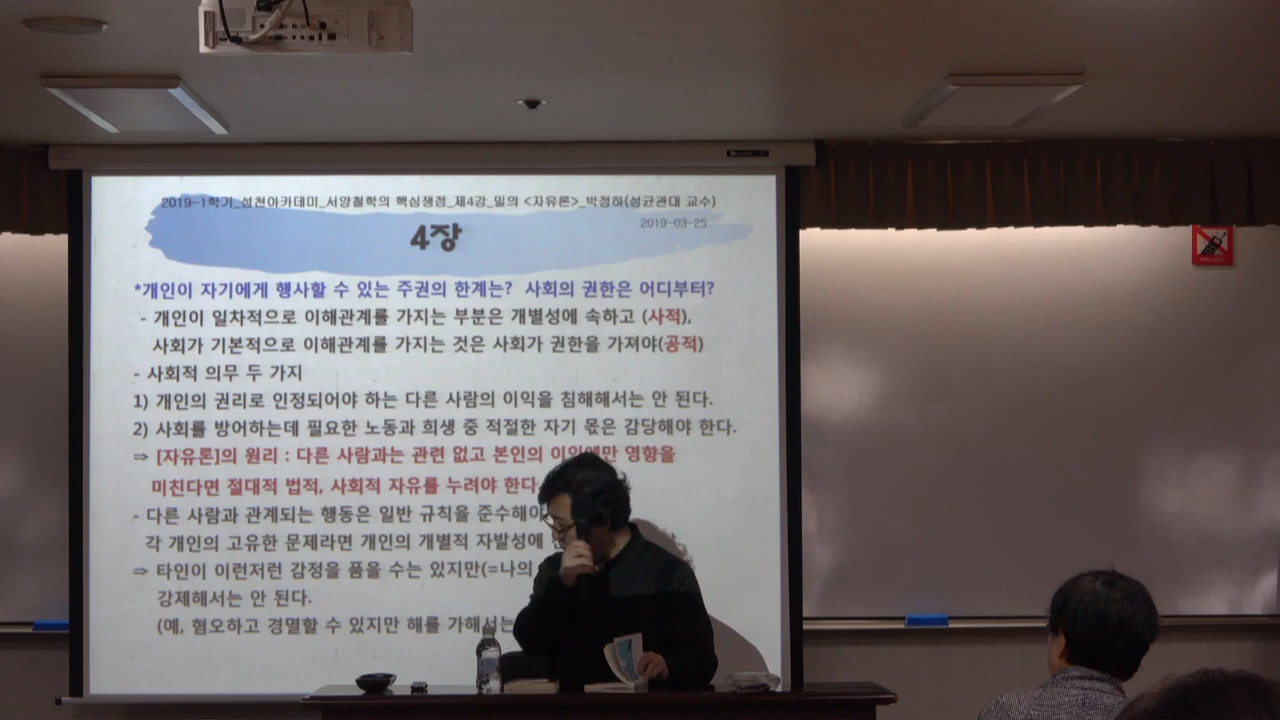 2019-1학기_성천아카데미_서양철학의 핵심쟁점_제4강_밀의 <자유론>_박정하(성균관대 교수)
2019-03-25
4장
*개인이 자기에게 행사할 수 있는 주권의 한계는? 사회의 권한은 어디부터?
- 개인이 일차적으로 이해관계를 가지는 부분은 개별성에 속하고 (사적),
사회가 기본적으로 이해관계를 가지는 것은 사회가 권한을 가져야(공적)
- 사회적 의무 두 가지
1) 개인의 권리로 인정되어야 하는 다른 사람의 이익을 침해해서는 안 된다.
2) 사회를 방어하는데 필요한 노동과 희생 중 적절한 자기 몫은 감당해야 한다.
⇒ [자유론]의 원리 : 다른 사람과는 관련 없고 본인의 이익에만 영향을
미친다면 절대적 법적, 사회적 자유를 누려야 한다
- 다른 사람과 관계되는 행동은 일반 규칙을 준수해야
각 개인의 고유한 문제라면 개인의 개별적 자발성에
⇒ 타인이 이런저런 감정을 품을 수는 있지만(=나의
강제해서는 안 된다.
(예, 혐오하고 경멸할 수 있지만 해를 가해서는